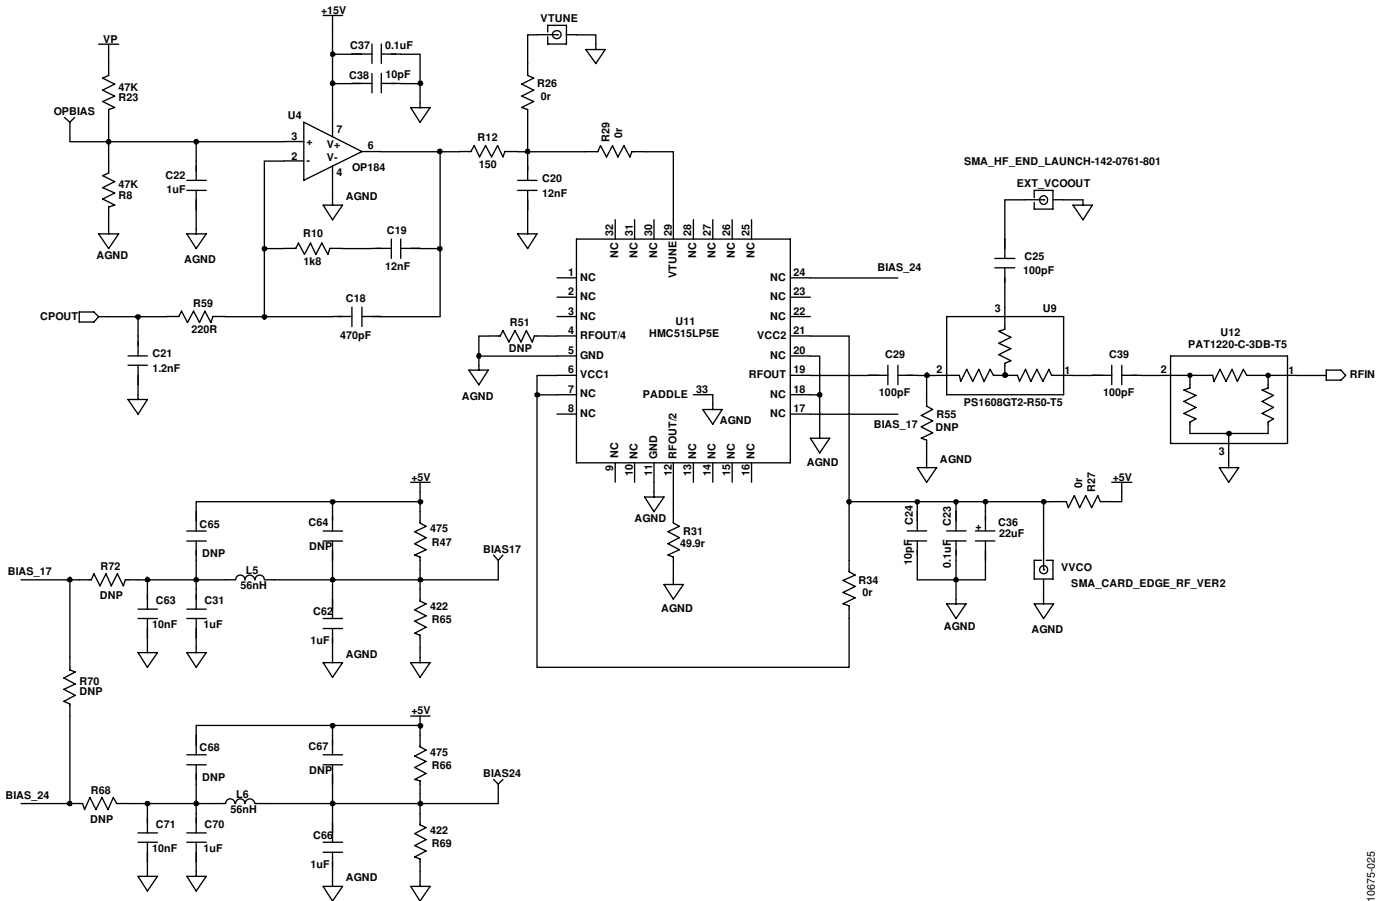 +15V
VTUNE
VP
C37 0.1uF
C38 10pF
47K
R23
R26
0r
OPBIAS
U4
3
+
7
V+
6
2
-
V-
4
OP184
R12
150
R29
0r
47K
R8
C22
1uF
AGND
C20
12nF
AGND
AGND
R10
1k8
C19
12nF
CPOUT
R59
220R
C18
470pF
C21
1.2nF
SMA_HF_END_LAUNCH-142-0761-801
EXT_VCOOUT
C25
100pF
32 31 30 29 28 27 26 25
NC NC NC VTUNE NC NC NC NC
1 NC
2 NC
3 NC
4 RFOUT/4
5 GND
6 VCC1
7 NC
8 NC
U11
HMC515LP5E
PADDLE 33
AGND
NC 24
NC 23
NC 22
VCC2 21
NC 20
RFOUT 19
NC 18
NC 17
NC NC GND RFOUT/2 NC NC NC NC
9 10 11 12 13 14 15 16
BIAS_24
BIAS_17
R51
DNP
AGND
AGND
AGND
R31
49.9r
AGND
C29
100pF
R55
DNP
AGND
3
U9
2
1
PS1608GT2-R50-T5
C39
100pF
U12
PAT1220-C-3DB-T5
2
1
3
RFIN
0r
R27
+5V
C24
10pF
C23
0.1uF
+
C36
22uF
VVCO
SMA_CARD_EDGE_RF_VER2
AGND
AGND
R34
0r
+5V
C65
DNP
C64
DNP
475
R47
BIAS17
BIAS_17
R72
DNP
L5
56nH
C63
10nF
C31
1uF
C62
1uF
422
R65
AGND
R70
DNP
+5V
C68
DNP
C67
DNP
475
R66
BIAS24
BIAS_24
R68
DNP
L6
56nH
C71
10nF
C70
1uF
C66
1uF
422
R69
AGND
10675-025